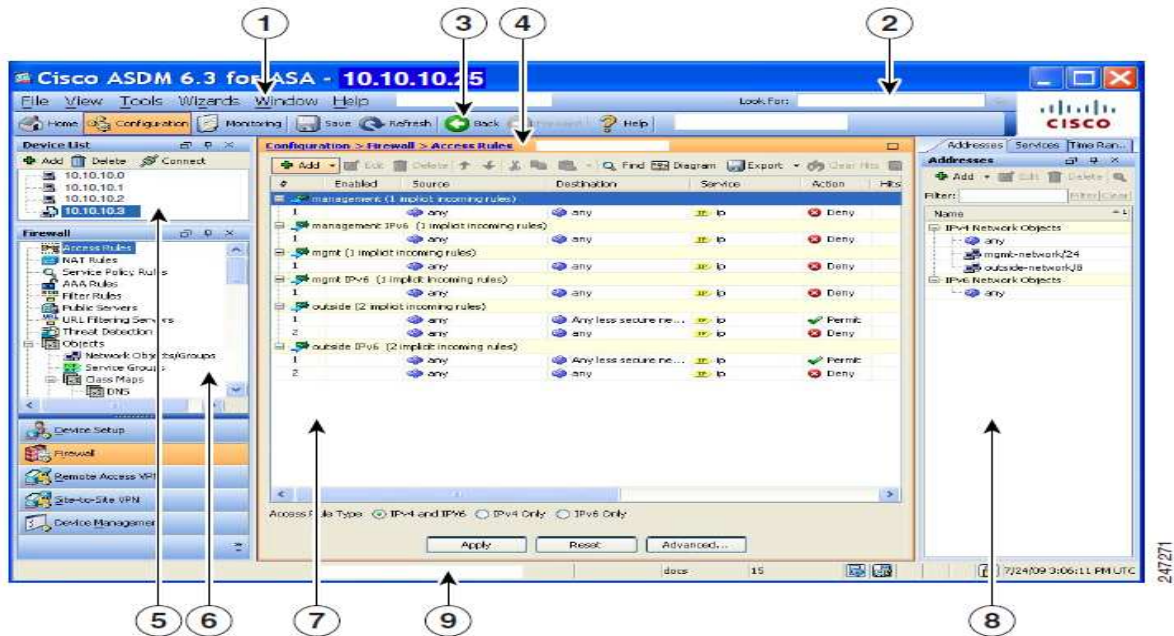 1 3 4 2
Cisco ASDM 6.3 for ASA - 10.10.10.25
File View Tools Wizards Window Help Look For:
Home Configuration Monitoring Save Refresh Back Help
CISCO
Device List
Add Delete Connect
10.10.10.0
10.10.10.1
10.10.10.2
10.10.10.3
Firewall
Access Rules
NAT Rules
Service Policy Rules
AAA Rules
Filter Rules
Public Servers
URL Filtering Servers
Threat Detection
Objects
Network Objects/Groups
Service Groups
Class Maps
DNS
Device Setup
Firewall
Remote Access VPN
Site-to-Site VPN
Device Management
Configuration > Firewall > Access Rules
Add Edit Delete Find Diagram Export Clear Hits
# Enabled Source Destination Service Action Hits
management (1 implicit incoming rules)
1 any any ip Deny
management IPv6 (1 implicit incoming rules)
1 any any ip Deny
mgmt (1 implicit incoming rules)
1 any any ip Deny
mgmt IPv6 (1 implicit incoming rules)
1 any any ip Deny
outside (2 implicit incoming rules)
1 any Any less secure ne... ip Permit
2 any any ip Deny
outside IPv6 (2 implicit incoming rules)
1 any Any less secure ne... ip Permit
2 any any ip Deny
Access Rule Type IPv4 and IPv6 IPv4 Only IPv6 Only
Apply Reset Advanced...
Addresses Services Time Ran...
Addresses
Add Edit Delete
Filter: Filter Clear
Name
IPv4 Network Objects
any
mgmt-network/24
outside-network/8
IPv6 Network Objects
any
docs 15 7/24/09 3:06:11 PM UTC
247271
5 6 7 9 8